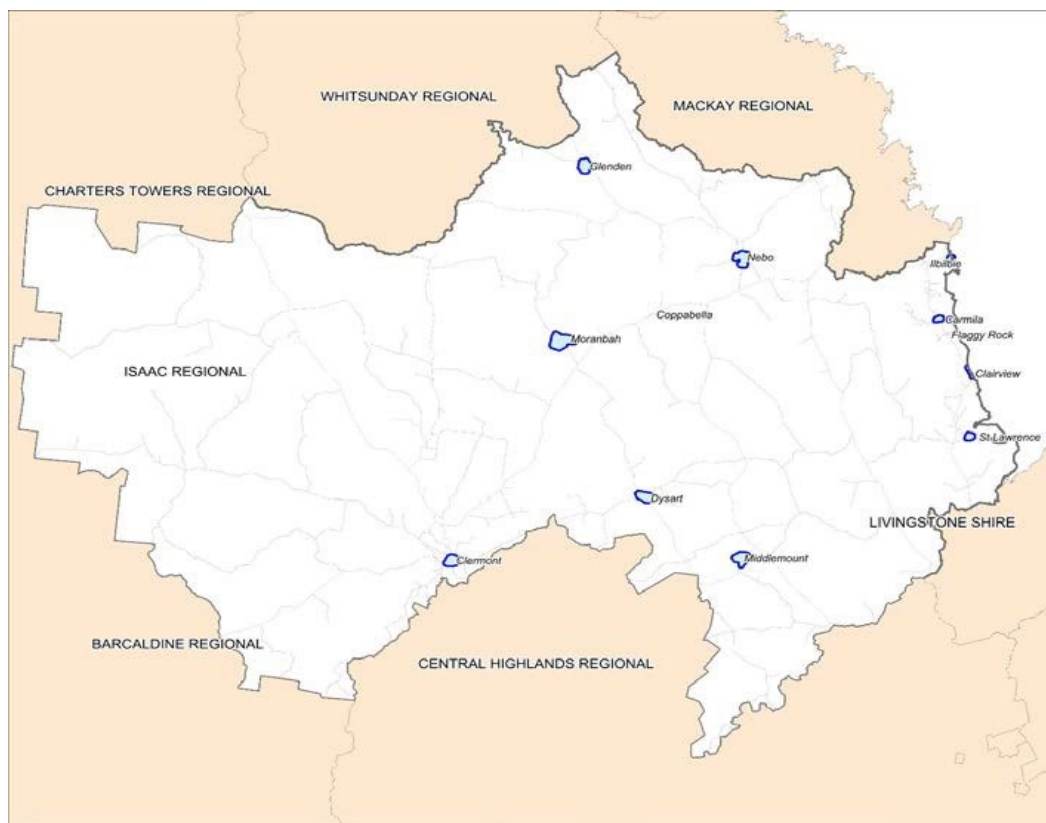 WHITSUNDAY REGIONAL
MACKAY REGIONAL
Glenden
CHARTERS TOWERS REGIONAL
Nebo
Ilbilbie
Coppabella
Carmila
Flaggy Rock
Moranbah
ISAAC REGIONAL
Clairview
St Lawrence
Dysart
LIVINGSTONE SHIRE
Middlemount
Clermont
BARCALDINE REGIONAL
CENTRAL HIGHLANDS REGIONAL